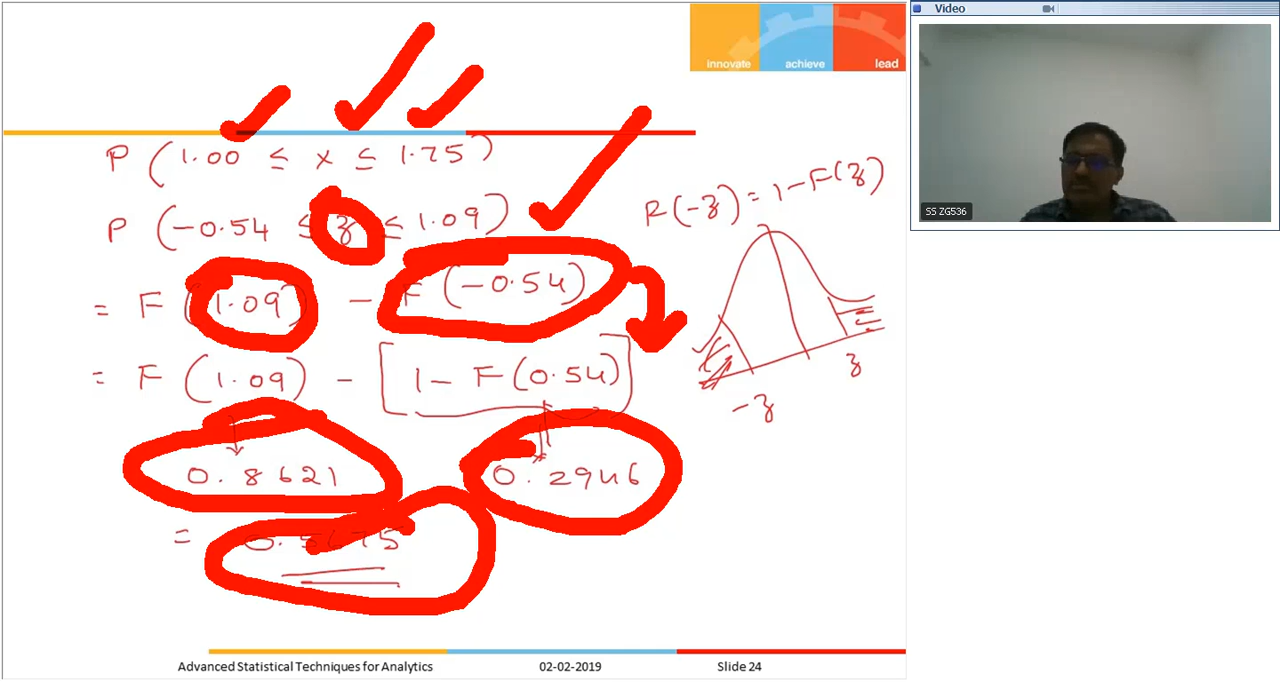 Video
innovate achieve lead
SS ZG536
P (1.00 ≤ x ≤ 1.75)
P (-0.54 ≤ z ≤ 1.09)
F(-z) = 1-F(z)
= F (1.09) - F (-0.54)
= F (1.09) - [1-F(0.54)]
z
-z
0.8621 0.2946
= 0.5675
Advanced Statistical Techniques for Analytics 02-02-2019 Slide 24